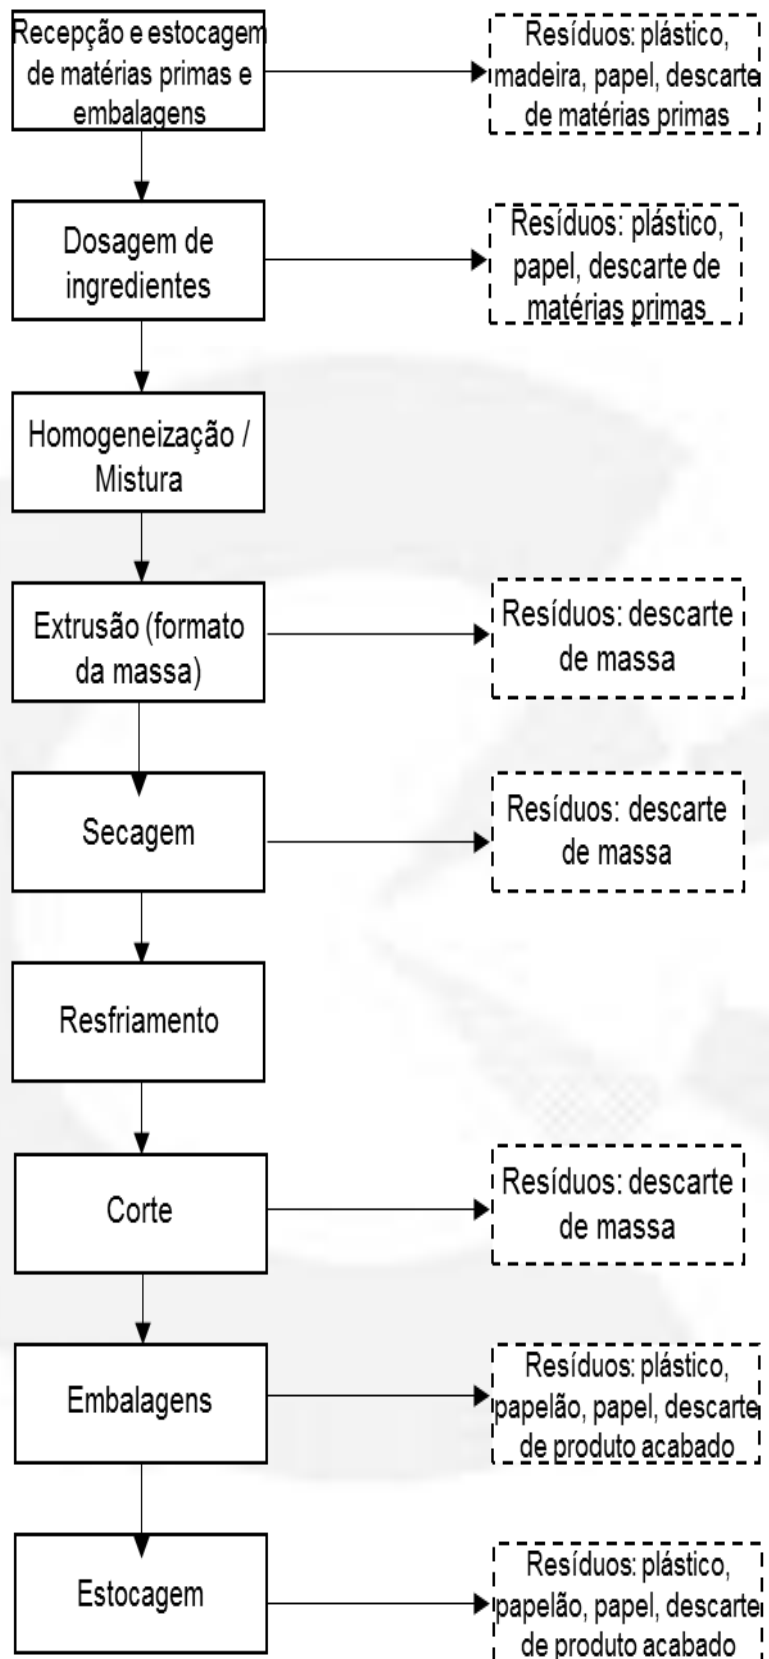 Recepção e estocagem
de matérias primas e
embalagens
Resíduos: plástico,
madeira, papel, descarte
de matérias primas
Dosagem de
ingredientes
Resíduos: plástico,
papel, descarte de
matérias primas
Homogeneização /
Mistura
Extrusão (formato
da massa)
Resíduos: descarte
de massa
Secagem
Resíduos: descarte
de massa
Resfriamento
Corte
Resíduos: descarte
de massa
Embalagens
Resíduos: plástico,
papelão, papel, descarte
de produto acabado
Estocagem
Resíduos: plástico,
papelão, papel, descarte
de produto acabado